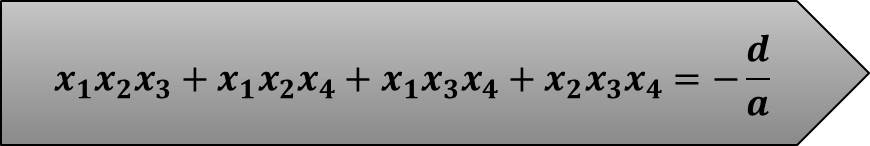 x₁x₂x₃ + x₁x₂x₄ + x₁x₃x₄ + x₂x₃x₄ = −d/a